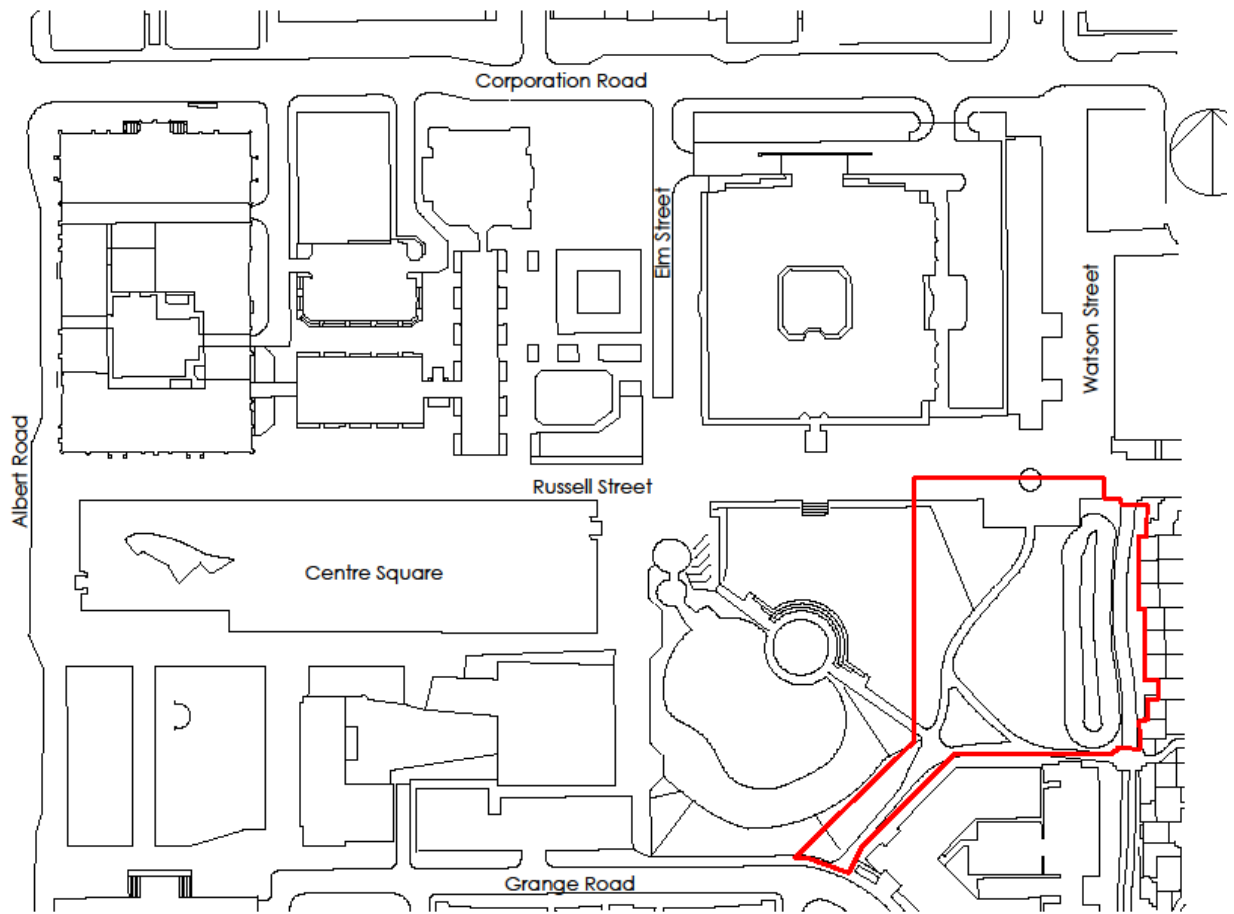 Corporation Road
Elm Street
Watson Street
Albert Road
Russell Street
Centre Square
Grange Road